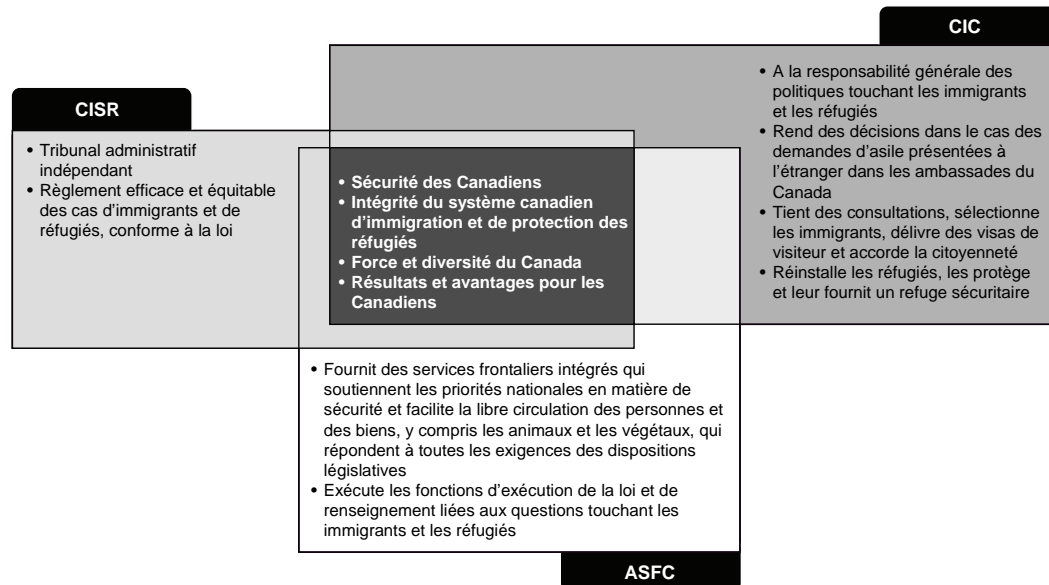 CISR
• Tribunal administratif
indépendant
• Règlement efficace et équitable
des cas d'immigrants et de
réfugiés, conforme à la loi
• Sécurité des Canadiens
• Intégrité du système canadien
d'immigration et de protection des
réfugiés
• Force et diversité du Canada
• Résultats et avantages pour les
Canadiens
CIC
• A la responsabilité générale des
politiques touchant les immigrants
et les réfugiés
• Rend des décisions dans le cas des
demandes d'asile présentées à
l'étranger dans les ambassades du
Canada
• Tient des consultations, sélectionne
les immigrants, délivre des visas de
visiteur et accorde la citoyenneté
• Réinstalle les réfugiés, les protège
et leur fournit un refuge sécuritaire
• Fournit des services frontaliers intégrés qui
soutiennent les priorités nationales en matière de
sécurité et facilite la libre circulation des personnes et
des biens, y compris les animaux et les végétaux, qui
répondent à toutes les exigences des dispositions
législatives
• Exécute les fonctions d'exécution de la loi et de
renseignement liées aux questions touchant les
immigrants et les réfugiés
ASFC